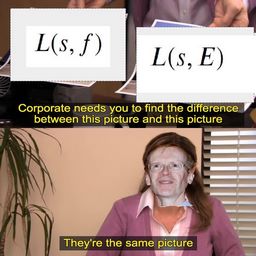 L(s, f)
L(s, E)
Corporate needs you to find the difference
between this picture and this picture
They're the same picture